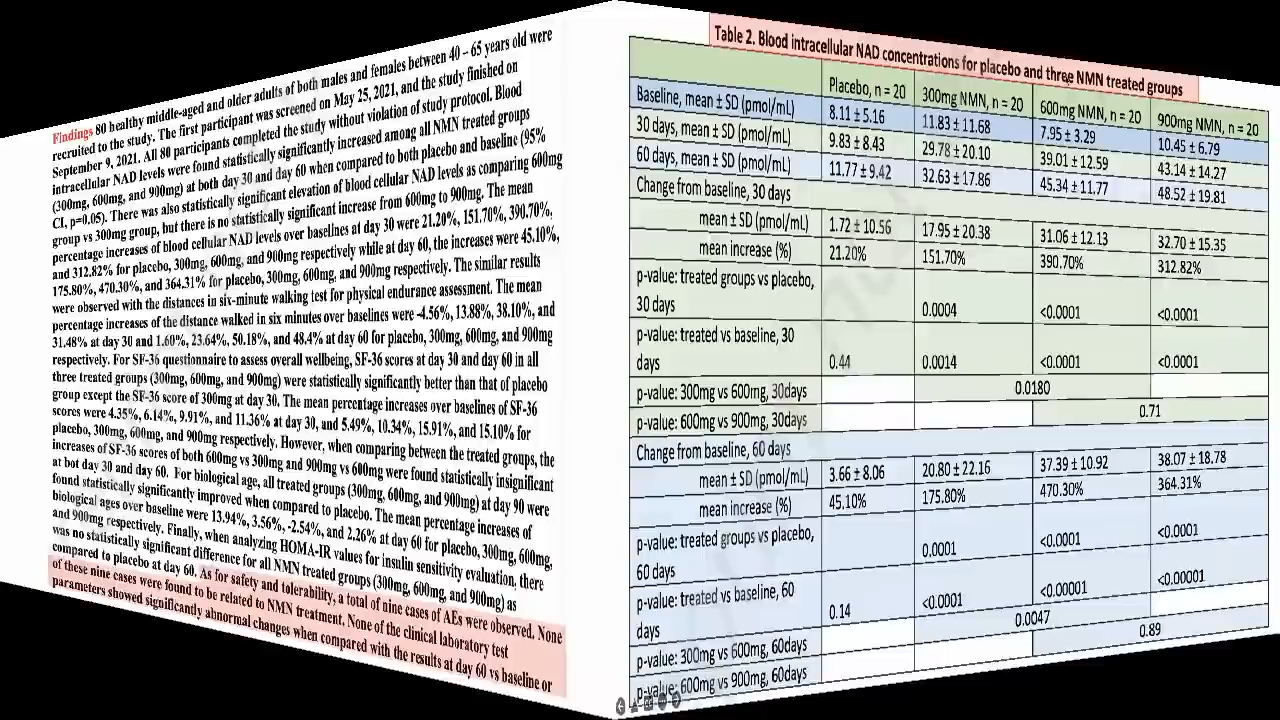 Findings 80 healthy middle-aged and older adults of both males and females between 40 – 65 years old were
recruited to the study. The first participant was screened on May 25, 2021, and the study finished on
September 9, 2021. All 80 participants completed the study without violation of study protocol. Blood
intracellular NAD levels were found statistically significantly increased among all NMN treated groups
(300mg, 600mg, and 900mg) at both day 30 and day 60 when compared to both placebo and baseline (95%
CI, p=0.05). There was also statistically significant elevation of blood cellular NAD levels as comparing 600mg
group vs 300mg group, but there is no statistically significant increase from 600mg to 900mg. The mean
percentage increases of blood cellular NAD levels over baselines at day 30 were 21.20%, 151.70%, 390.70%,
and 312.82% for placebo, 300mg, 600mg, and 900mg respectively while at day 60, the increases were 45.10%,
175.80%, 470.30%, and 364.31% for placebo, 300mg, 600mg, and 900mg respectively. The similar results
were observed with the distances in six-minute walking test for physical endurance assessment. The mean
percentage increases of the distance walked in six minutes over baselines were -4.56%, 13.88%, 38.10%, and
31.48% at day 30 and 1.60%, 23.64%, 50.18%, and 48.4% at day 60 for placebo, 300mg, 600mg, and 900mg
respectively. For SF-36 questionnaire to assess overall wellbeing, SF-36 scores at day 30 and day 60 in all
three treated groups (300mg, 600mg, and 900mg) were statistically significantly better than that of placebo
group except the SF-36 score of 300mg at day 30. The mean percentage increases over baselines of SF-36
scores were 4.35%, 6.14%, 9.91%, and 11.36% at day 30, and 5.49%, 10.34%, 15.91%, and 15.10% for
placebo, 300mg, 600mg, and 900mg respectively. However, when comparing between the treated groups, the
increases of SF-36 scores of both 600mg vs 300mg and 900mg vs 600mg were found statistically insignificant
at bot day 30 and day 60. For biological age, all treated groups (300mg, 600mg, and 900mg) at day 90 were
found statistically significantly improved when compared to placebo. The mean percentage increases of
biological ages over baseline were 13.94%, 3.56%, -2.54%, and 2.26% at day 60 for placebo, 300mg, 600mg,
and 900mg respectively. Finally, when analyzing HOMA-IR values for insulin sensitivity evaluation, there
was no statistically significant difference for all NMN treated groups (300mg, 600mg, and 900mg) as
compared to placebo at day 60. As for safety and tolerability, a total of nine cases of AEs were observed. None
of these nine cases were found to be related to NMN treatment. None of the clinical laboratory test
parameters showed significantly abnormal changes when compared with the results at day 60 vs baseline or
Table 2. Blood intracellular NAD concentrations for placebo and three NMN treated groups
Placebo, n = 20 300mg NMN, n = 20 600mg NMN, n = 20 900mg NMN, n = 20
Baseline, mean ± SD (pmol/mL) 8.11 ± 5.16 11.83 ± 11.68 7.95 ± 3.29 10.45 ± 6.79
30 days, mean ± SD (pmol/mL) 9.83 ± 8.43 29.78 ± 20.10 39.01 ± 12.59 43.14 ± 14.27
60 days, mean ± SD (pmol/mL) 11.77 ± 9.42 32.63 ± 17.86 45.34 ± 11.77 48.52 ± 19.81
Change from baseline, 30 days
mean ± SD (pmol/mL) 1.72 ± 10.56 17.95 ± 20.38 31.06 ± 12.13 32.70 ± 15.35
mean increase (%) 21.20% 151.70% 390.70% 312.82%
p-value: treated groups vs placebo,
30 days 0.0004 <0.0001 <0.0001
p-value: treated vs baseline, 30
days 0.44 0.0014 <0.0001 <0.0001
p-value: 300mg vs 600mg, 30days 0.0180
p-value: 600mg vs 900mg, 30days 0.71
Change from baseline, 60 days
mean ± SD (pmol/mL) 3.66 ± 8.06 20.80 ± 22.16 37.39 ± 10.92 38.07 ± 18.78
mean increase (%) 45.10% 175.80% 470.30% 364.31%
p-value: treated groups vs placebo,
60 days 0.0001 <0.0001 <0.0001
p-value: treated vs baseline, 60
days 0.14 <0.0001 <0.00001 <0.00001
p-value: 300mg vs 600mg, 60days 0.0047
p-value: 600mg vs 900mg, 60days 0.89